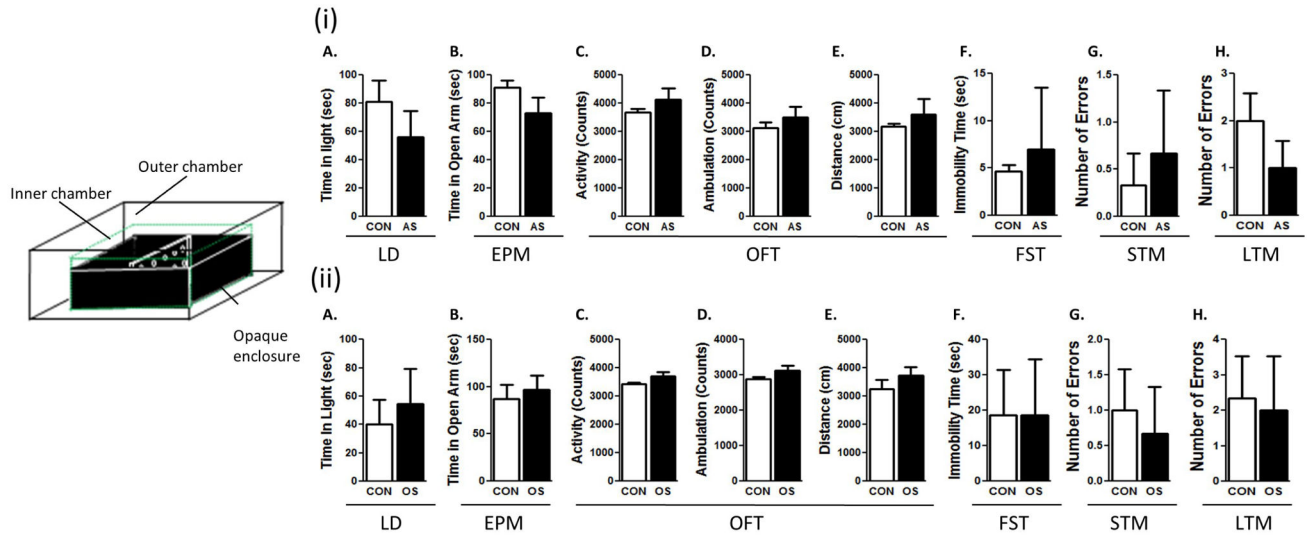 (i)
A. B. C. D. E. F. G. H.
Time in light (sec)
100
80
60
40
20
0
CON AS
LD
Time in Open Arm (sec)
100
80
60
40
20
0
CON AS
EPM
Activity (Counts)
5000
4000
3000
2000
1000
0
CON AS
Ambulation (Counts)
5000
4000
3000
2000
1000
0
CON AS
Distance (cm)
5000
4000
3000
2000
1000
0
CON AS
OFT
Immobility Time (sec)
15
10
5
0
CON AS
FST
Number of Errors
1.5
1.0
0.5
0.0
CON AS
STM
Number of Errors
3
2
1
0
CON AS
LTM
Outer chamber
Inner chamber
Opaque
enclosure
(ii)
A. B. C. D. E. F. G. H.
Time In Light (sec)
100
80
60
40
20
0
CON OS
LD
Time in Open Arm (sec)
150
100
50
0
CON OS
EPM
Activity (Counts)
5000
4000
3000
2000
1000
0
CON OS
Ambulation (Counts)
4000
3000
2000
1000
0
CON OS
Distance (cm)
5000
4000
3000
2000
1000
0
CON OS
OFT
Immobility Time (sec)
40
30
20
10
0
CON OS
FST
Number of Errors
2.0
1.5
1.0
0.5
0.0
CON OS
STM
Number of Errors
4
3
2
1
0
CON OS
LTM